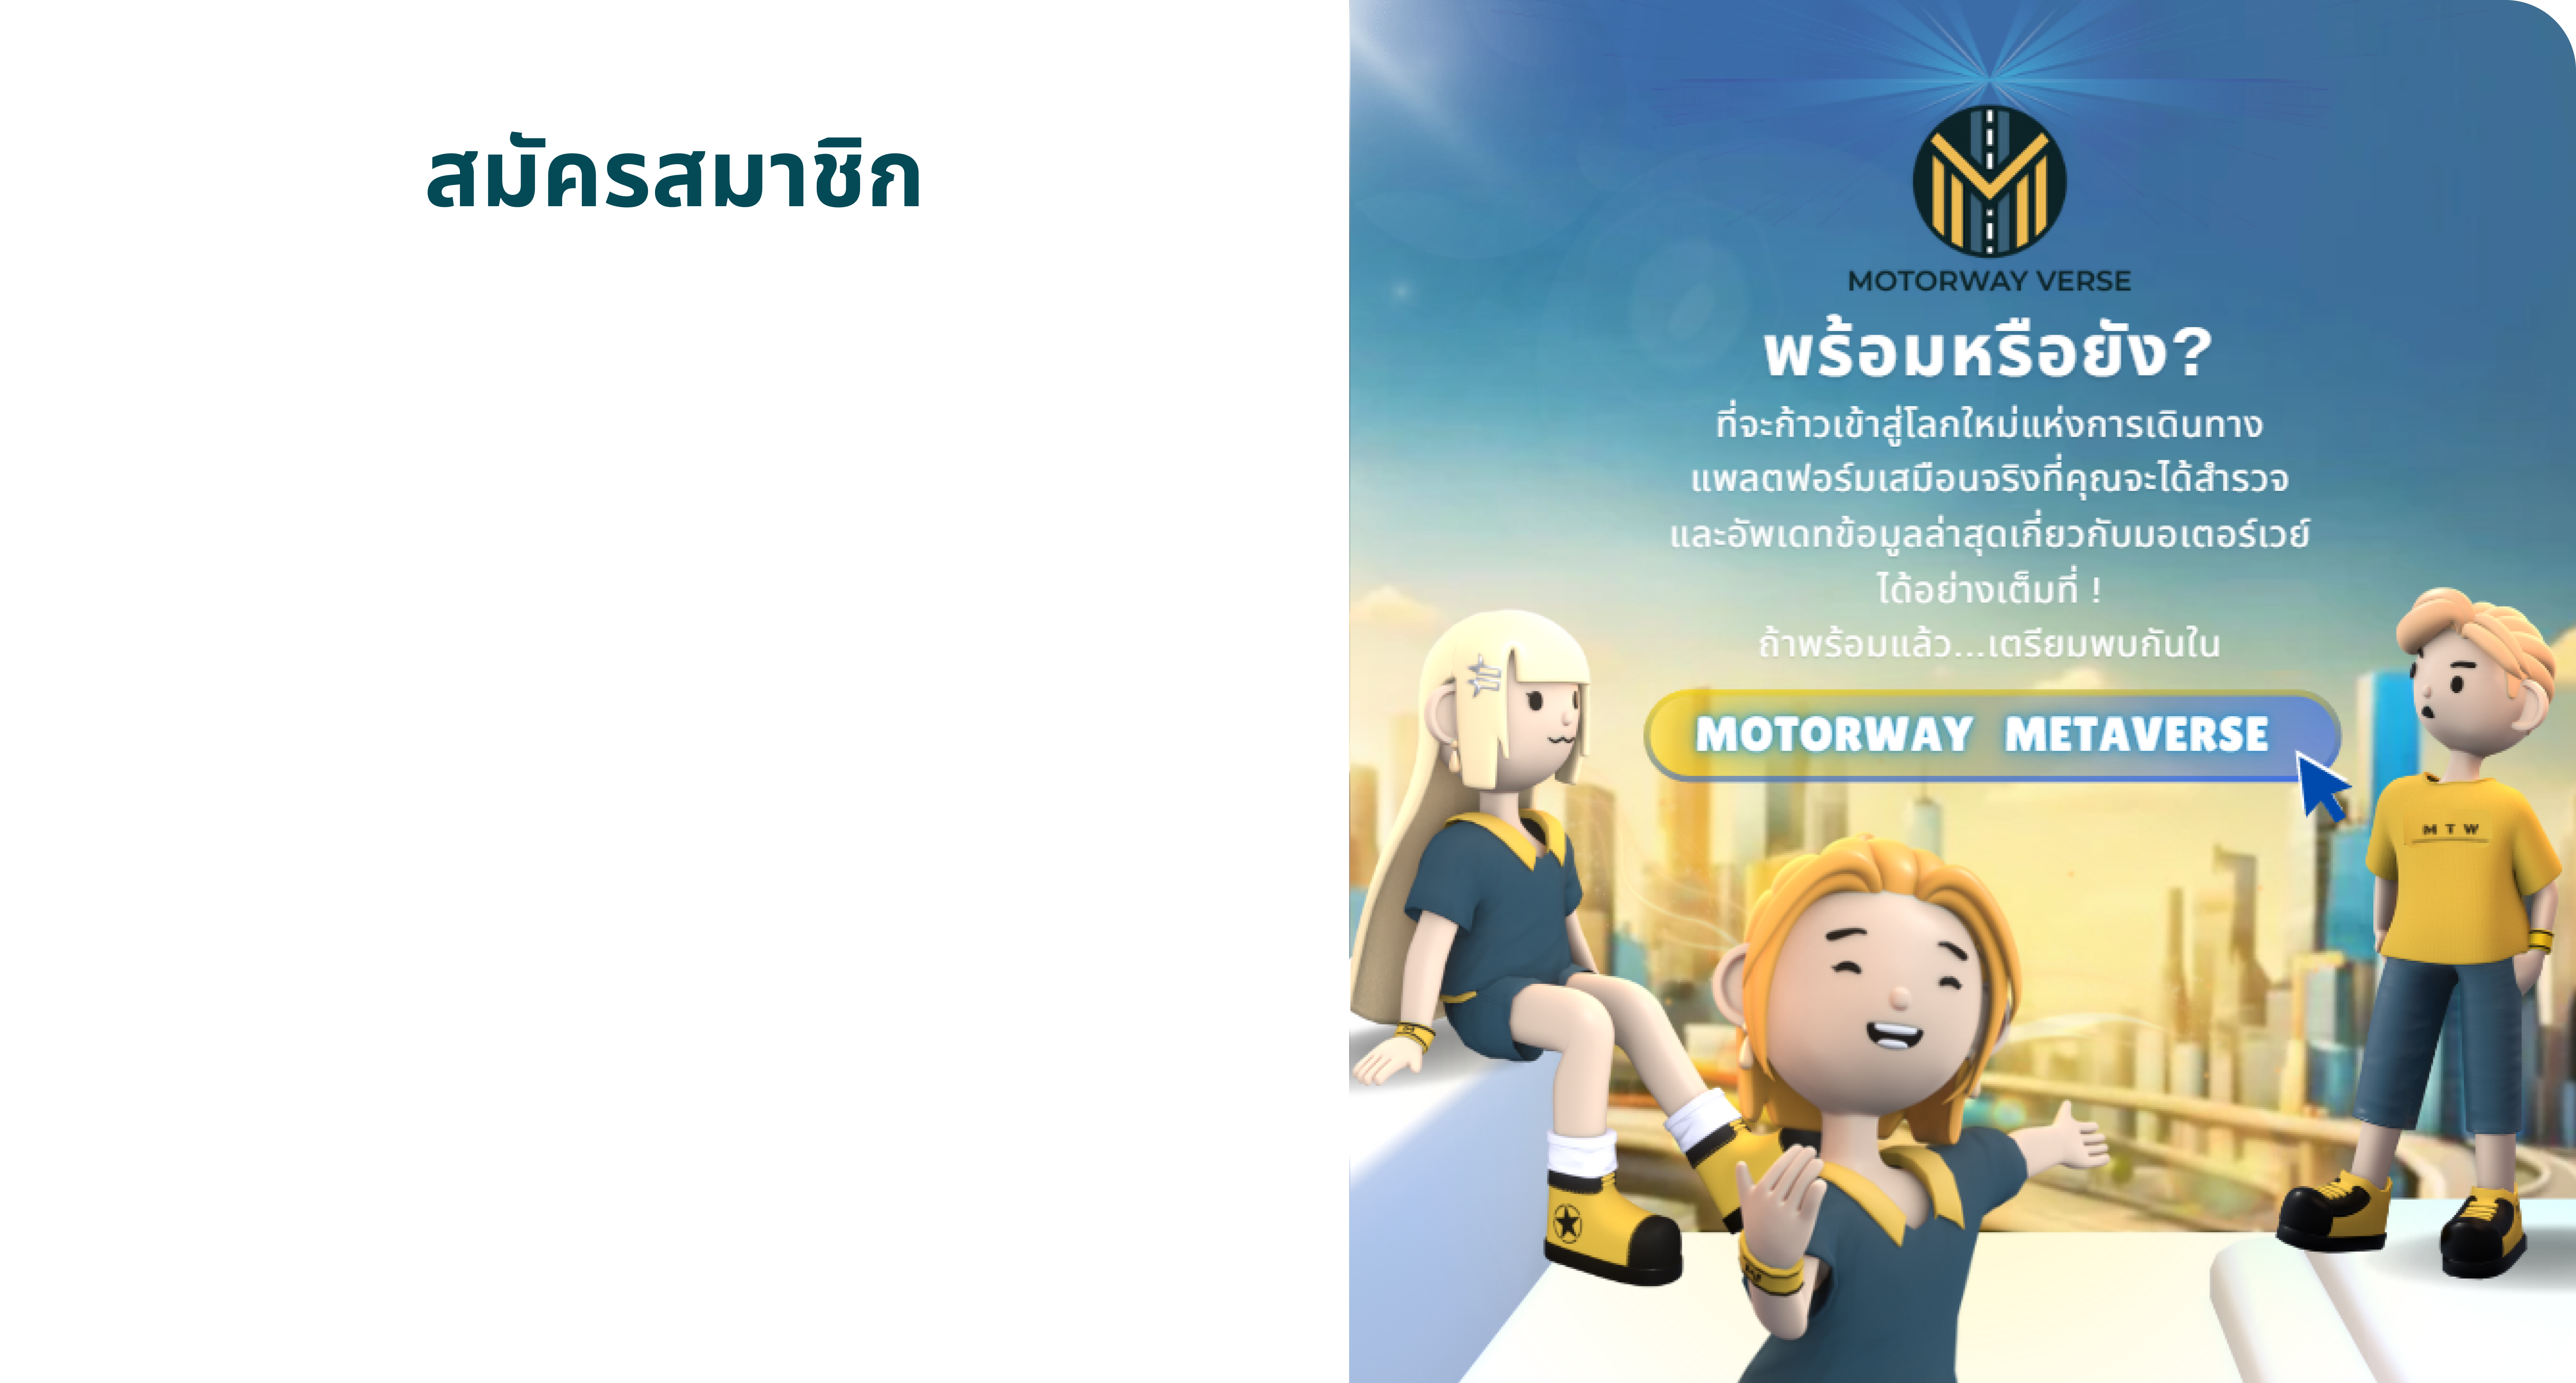 สมัครสมาชิก
MOTORWAY VERSE
พร้อมหรือยัง?
ที่จะก้าวเข้าสู่โลกใหม่แห่งการเดินทาง
แพลตฟอร์มเสมือนจริงที่คุณจะได้สำรวจ
และอัพเดทข้อมูลล่าสุดเกี่ยวกับมอเตอร์เวย์
ได้อย่างเต็มที่ !
ถ้าพร้อมแล้ว...เตรียมพบกันใน
MOTORWAY METAVERSE
MTW